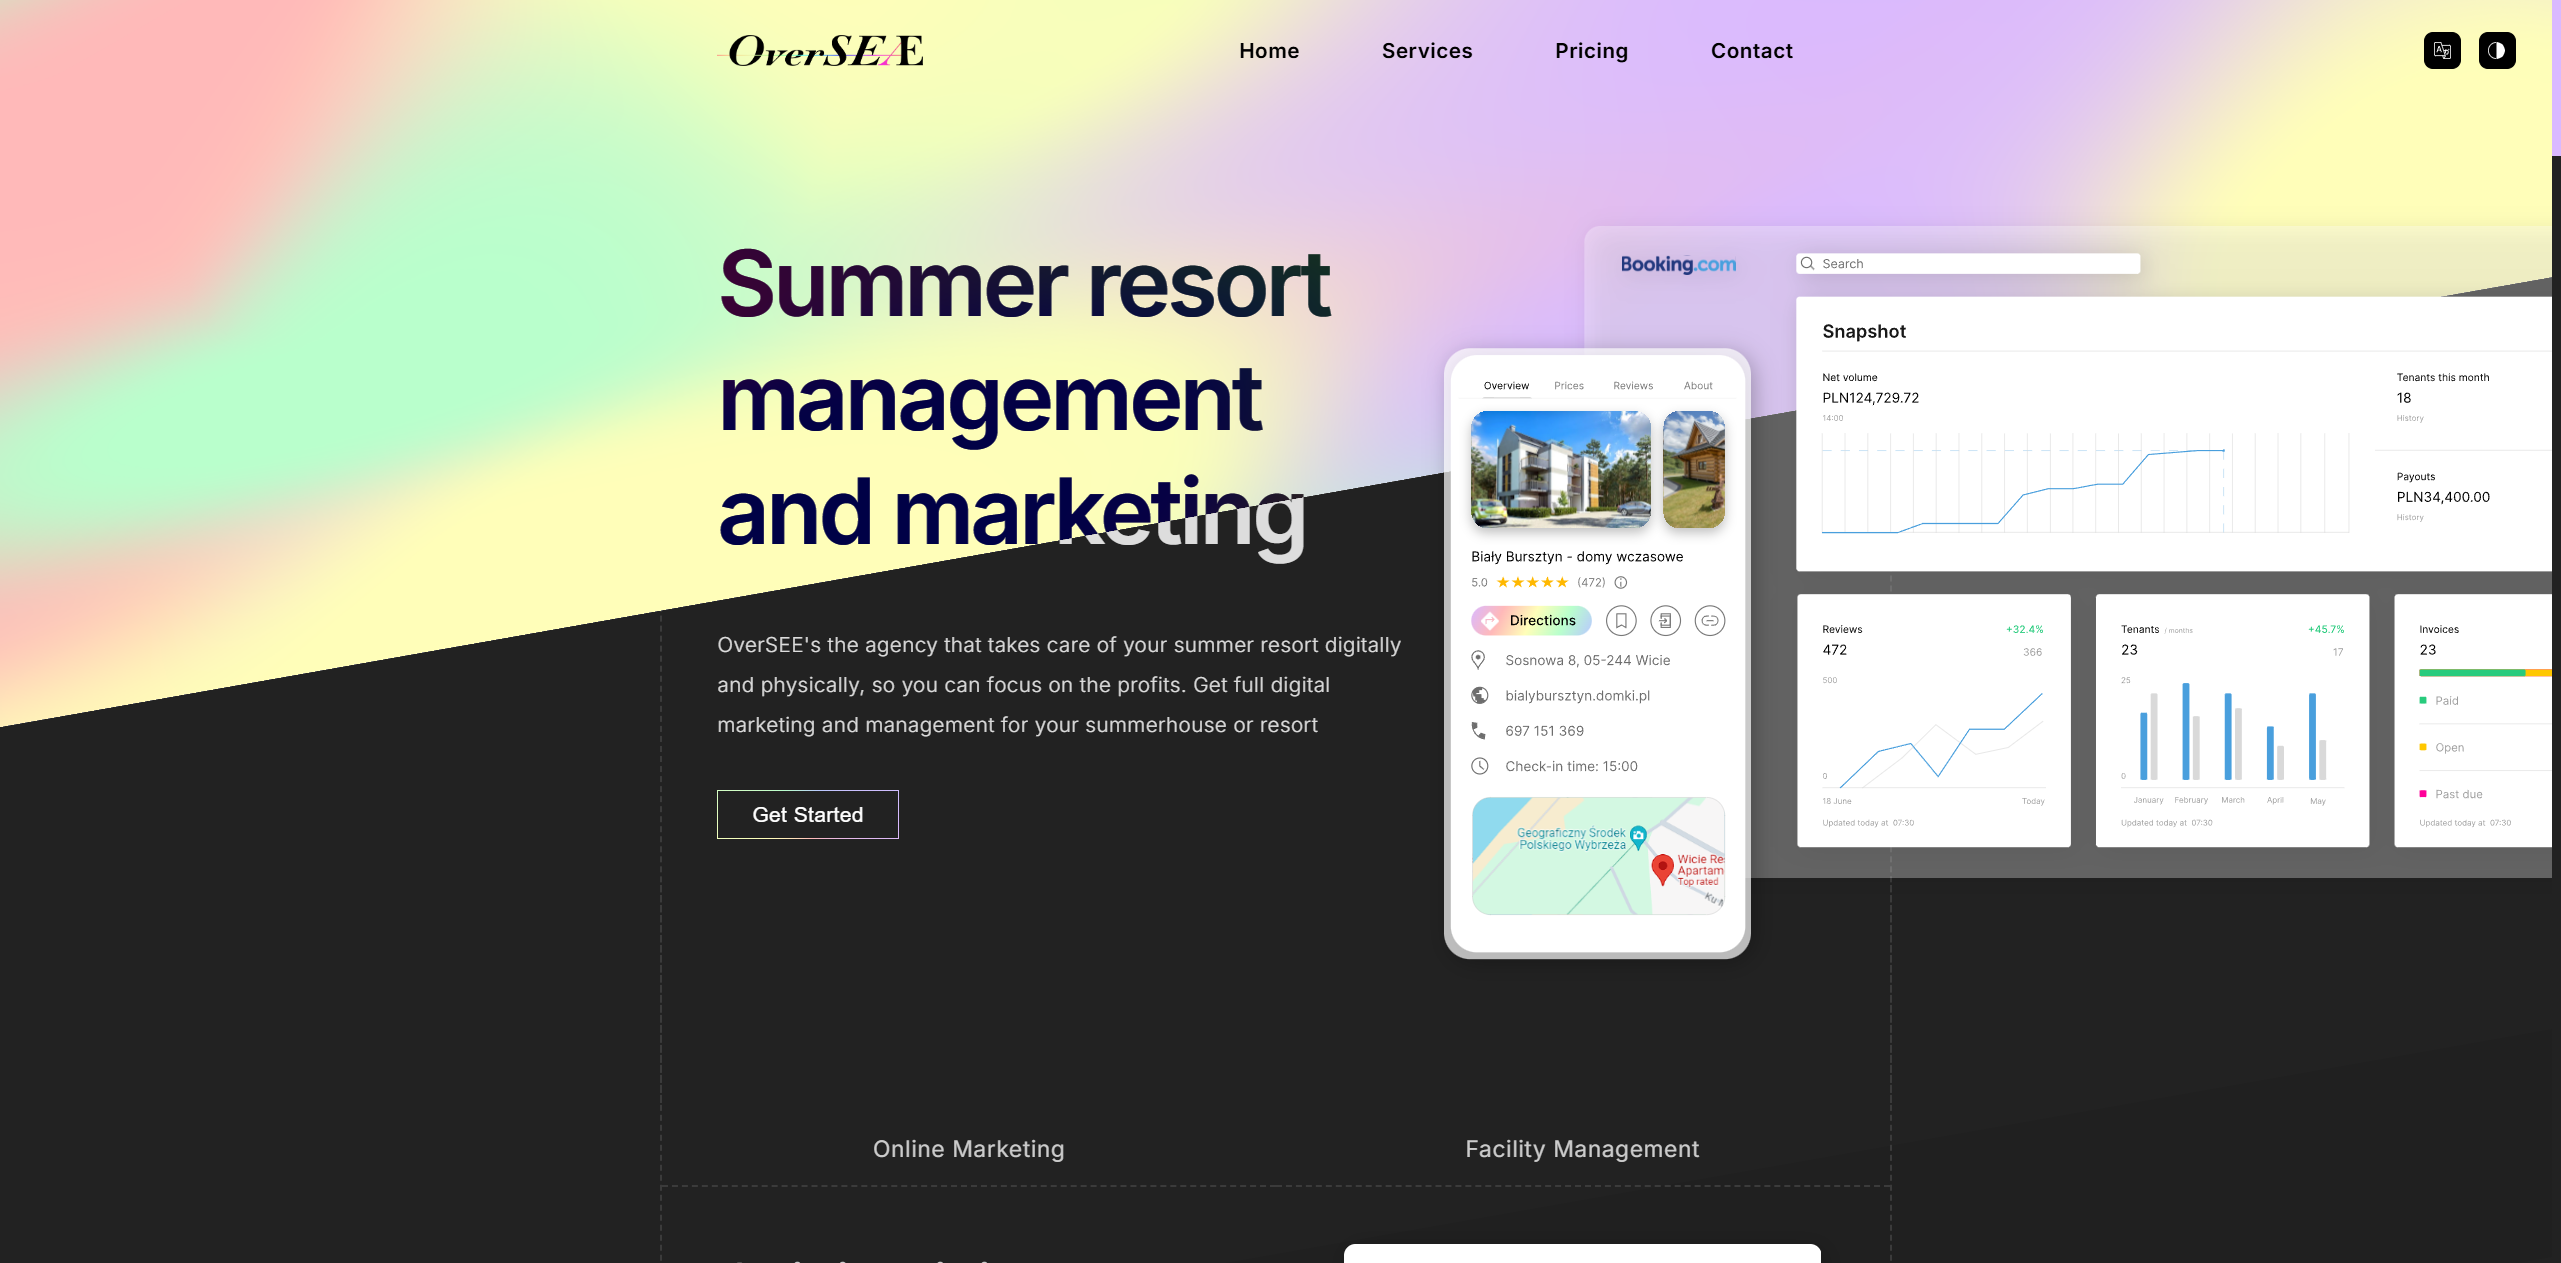 OverSEE
Home
Services
Pricing
Contact
Summer resort
management
and marketing
OverSEE's the agency that takes care of your summer resort digitally
and physically, so you can focus on the profits. Get full digital
marketing and management for your summerhouse or resort
Get Started
Booking.com
Search
Snapshot
Net volume
PLN124,729.72
14:00
Tenants this month
18
History
Payouts
PLN34,400.00
History
Overview
Prices
Reviews
About
Biały Bursztyn - domy wczasowe
5.0 (472)
Directions
Sosnowa 8, 05-244 Wicie
bialybursztyn.domki.pl
697 151 369
Check-in time: 15:00
Geograficzny Środek
Polskiego Wybrzeża
Wicie Re
Apartam
Top rated
Reviews +32.4%
472 366
500
0
18 June Today
Updated today at 07:30
Tenants / months +45.7%
23 17
25
0
January February March April May
Updated today at 07:30
Invoices
23
Paid
Open
Past due
Updated today at 07:30
Online Marketing
Facility Management